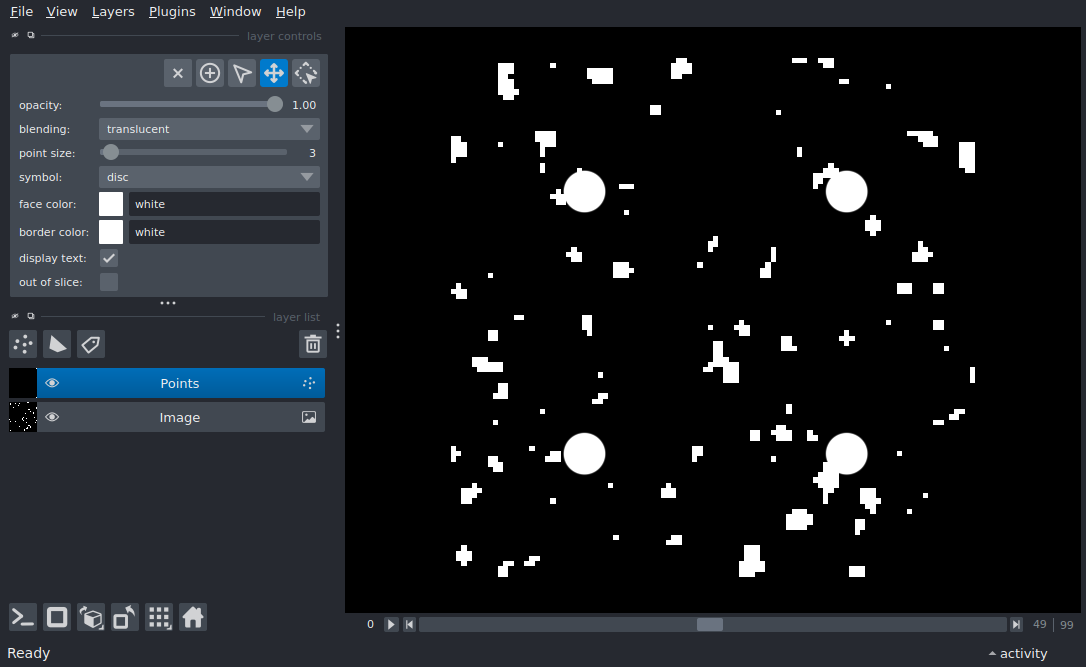 File View Layers Plugins Window Help
layer controls
opacity: 1.00
blending: translucent
point size: 3
symbol: disc
face color: white
border color: white
display text:
out of slice:
layer list
Points
Image
0 49 99
Ready activity